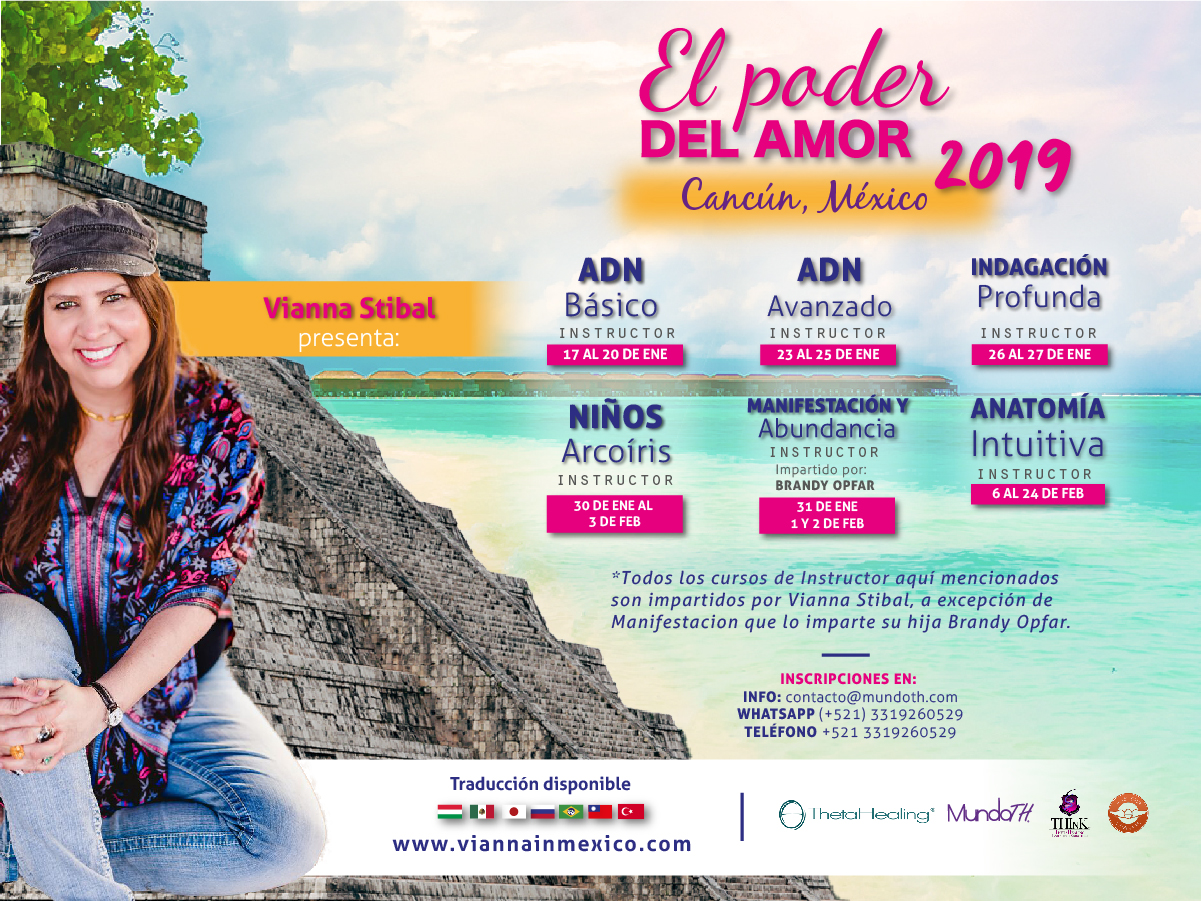 El poder
DEL AMOR
2019
Cancún, México
Vianna Stibal
presenta:
ADN
Básico
INSTRUCTOR
17 AL 20 DE ENE
ADN
Avanzado
INSTRUCTOR
23 AL 25 DE ENE
INDAGACIÓN
Profunda
INSTRUCTOR
26 AL 27 DE ENE
NIÑOS
Arcoíris
INSTRUCTOR
30 DE ENE AL
3 DE FEB
MANIFESTACIÓN Y
Abundancia
INSTRUCTOR
Impartido por:
BRANDY OPFAR
31 DE ENE
1 Y 2 DE FEB
ANATOMÍA
Intuitiva
INSTRUCTOR
6 AL 24 DE FEB
*Todos los cursos de Instructor aquí mencionados
son impartidos por Vianna Stibal, a excepción de
Manifestacion que lo imparte su hija Brandy Opfar.
INSCRIPCIONES EN:
INFO: contacto@mundoth.com
WHATSAPP (+521) 3319260529
TELÉFONO +521 3319260529
Traducción disponible
www.viannainmexico.com
ThetaHealing®
MundoTH.
THInK